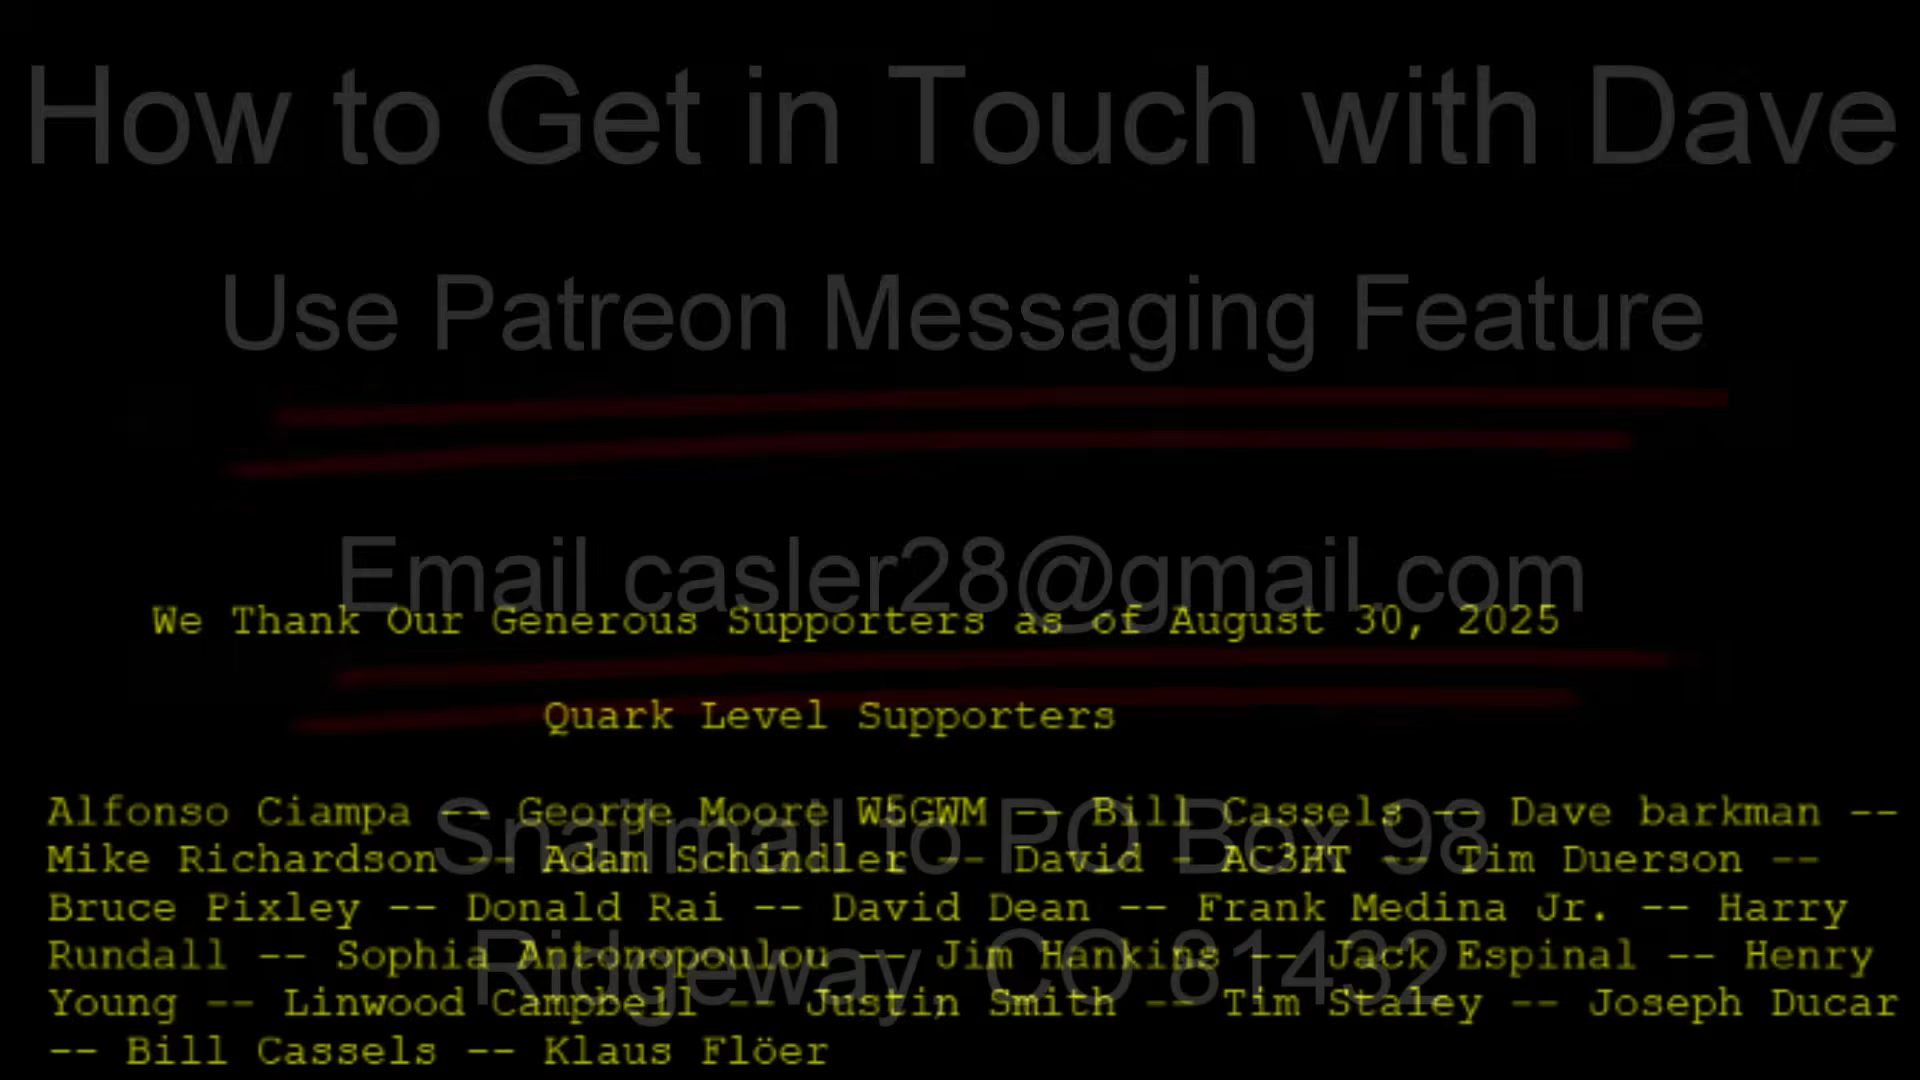 How to Get in Touch with Dave
Use Patreon Messaging Feature
Email casler28@gmail.com
We Thank Our Generous Supporters as of August 30, 2025
Quark Level Supporters
Alfonso Ciampa -- George Moore W5GWM -- Bill Cassels -- Dave barkman --
Snailmail to PO Box 98
Mike Richardson -- Adam Schindler -- David - AC3HT -- Tim Duerson --
Bruce Pixley -- Donald Rai -- David Dean -- Frank Medina Jr. -- Harry
Rundall -- Sophia Antonopoulou -- Jim Hankins -- Jack Espinal -- Henry
Ridgeway, CO 81432
Young -- Linwood Campbell -- Justin Smith -- Tim Staley -- Joseph Ducar
-- Bill Cassels -- Klaus Flöer